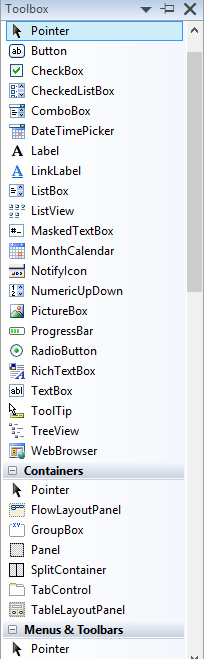 Toolbox
Pointer
Button
CheckBox
CheckedListBox
ComboBox
DateTimePicker
Label
LinkLabel
ListBox
ListView
MaskedTextBox
MonthCalendar
NotifyIcon
NumericUpDown
PictureBox
ProgressBar
RadioButton
RichTextBox
TextBox
ToolTip
TreeView
WebBrowser
Containers
Pointer
FlowLayoutPanel
GroupBox
Panel
SplitContainer
TabControl
TableLayoutPanel
Menus & Toolbars
Pointer